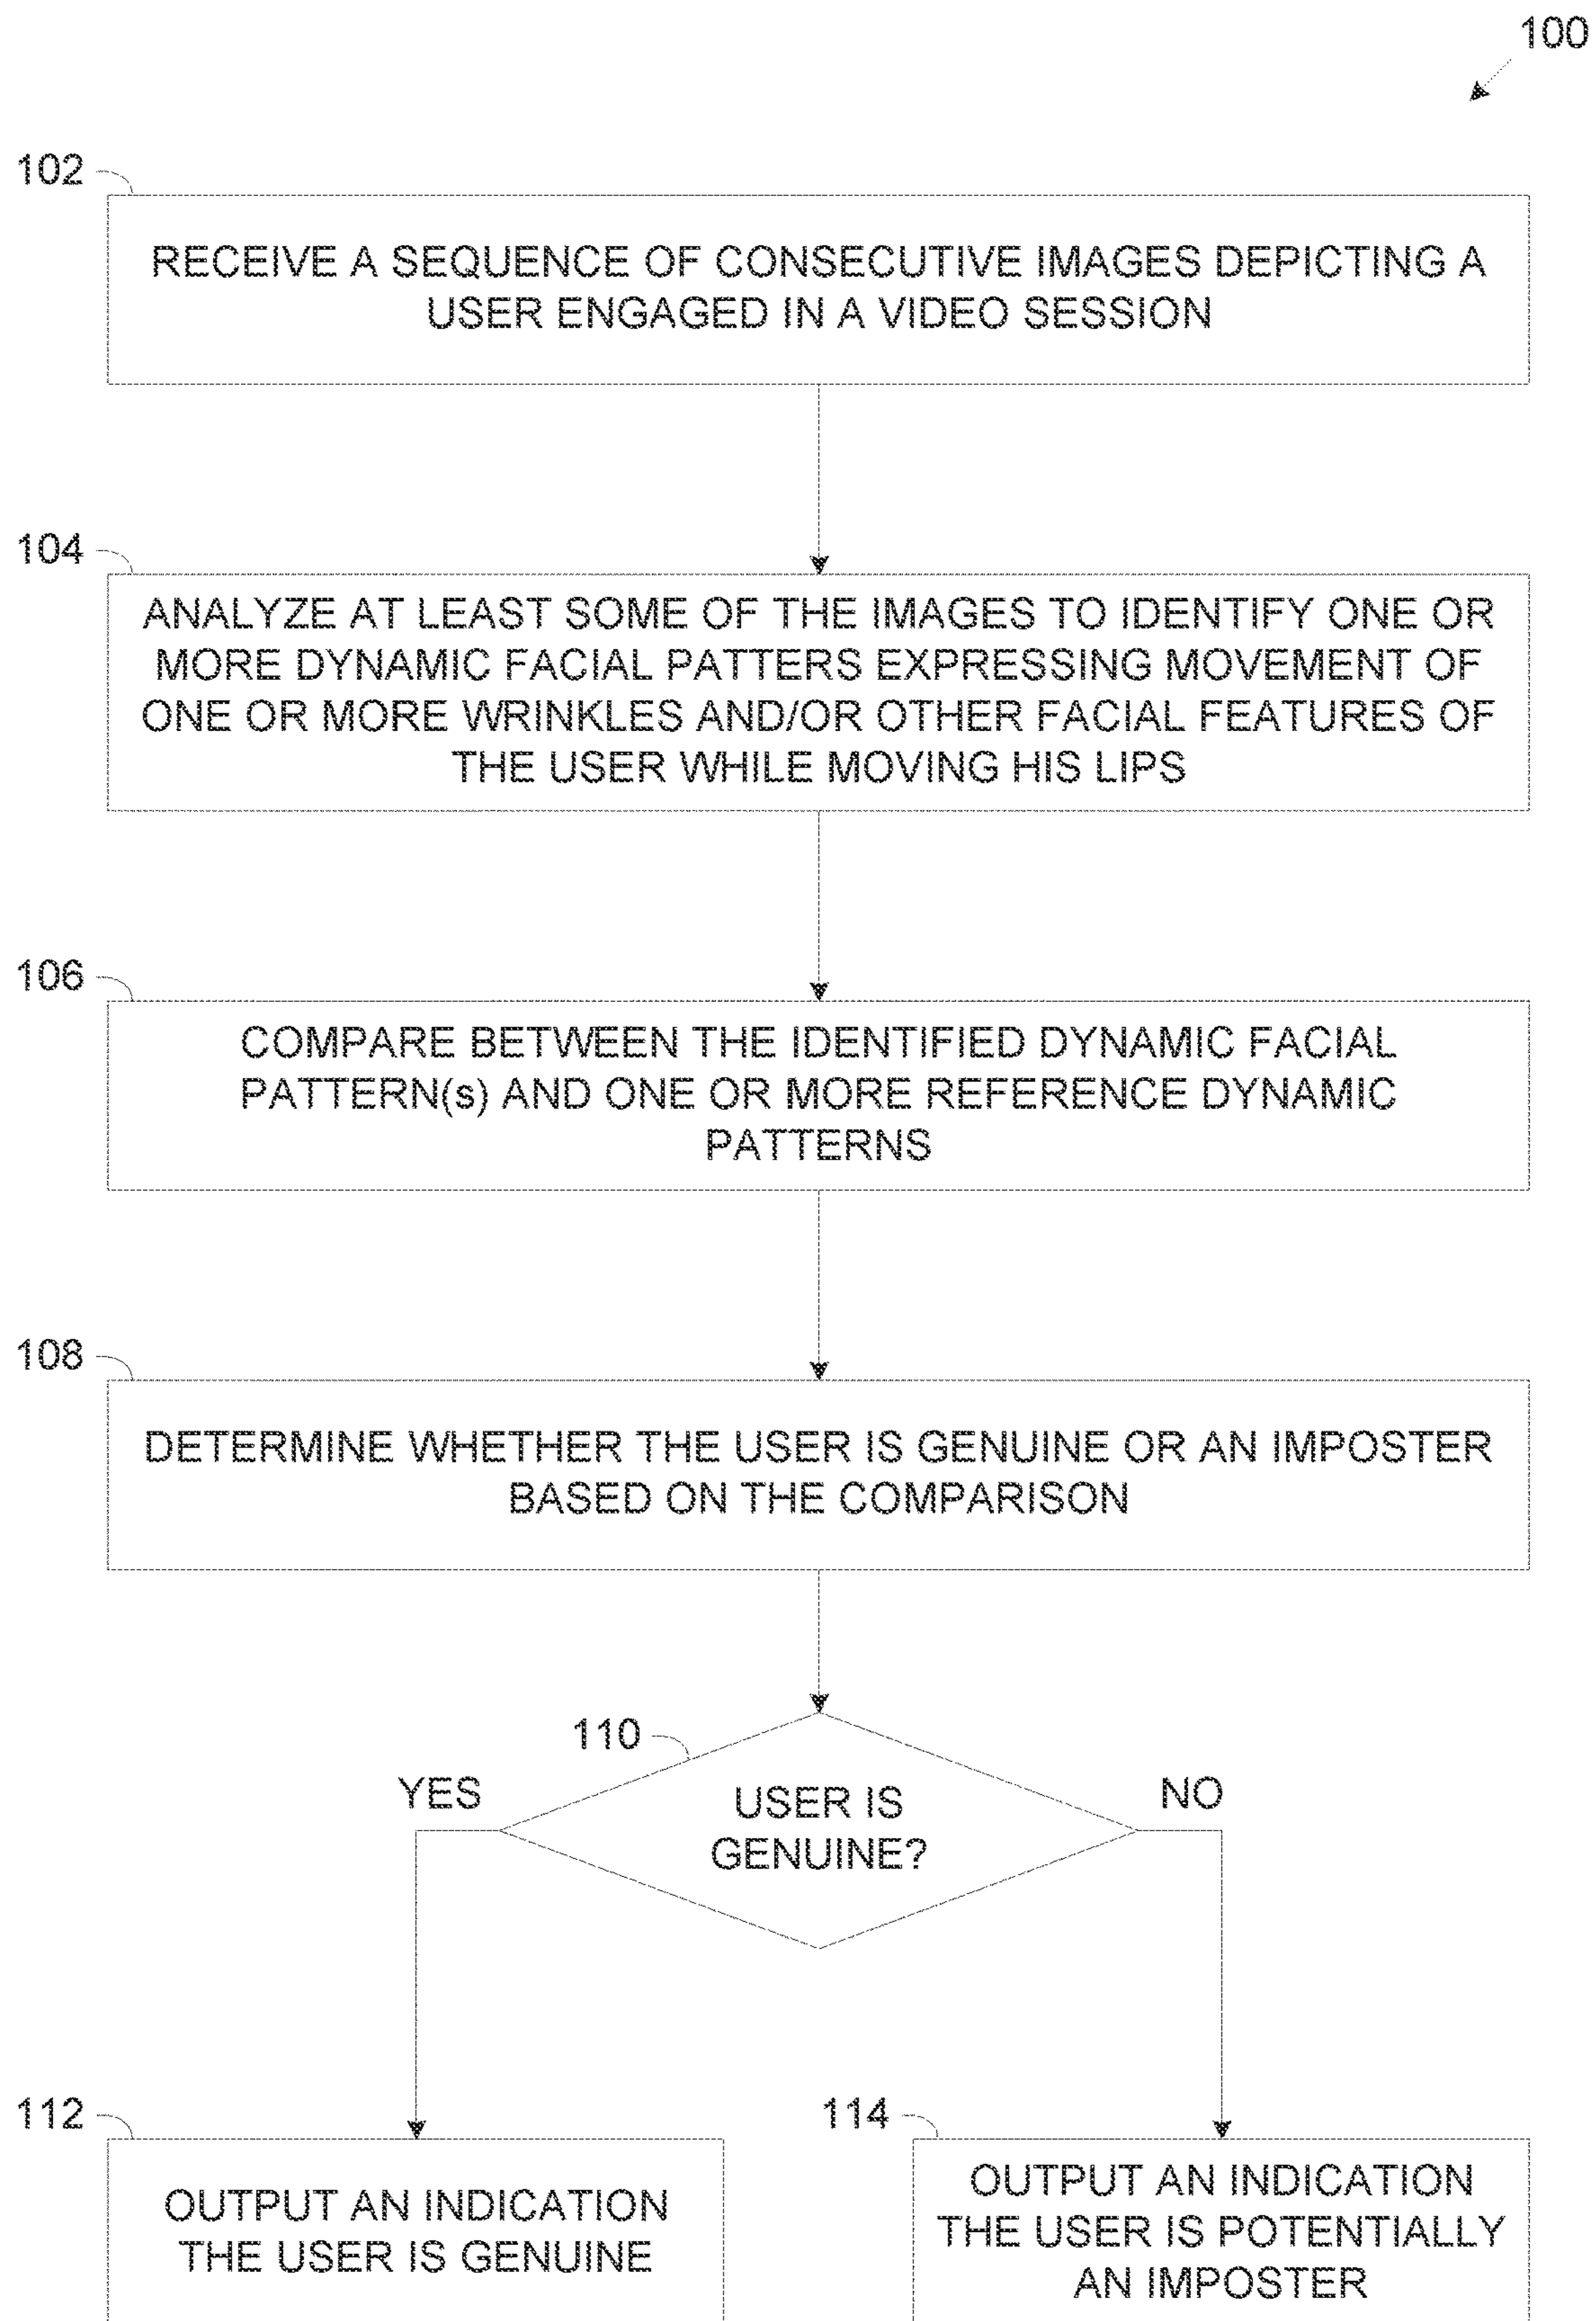 100
102
RECEIVE A SEQUENCE OF CONSECUTIVE IMAGES DEPICTING A
USER ENGAGED IN A VIDEO SESSION
104
ANALYZE AT LEAST SOME OF THE IMAGES TO IDENTIFY ONE OR
MORE DYNAMIC FACIAL PATTERS EXPRESSING MOVEMENT OF
ONE OR MORE WRINKLES AND/OR OTHER FACIAL FEATURES OF
THE USER WHILE MOVING HIS LIPS
106
COMPARE BETWEEN THE IDENTIFIED DYNAMIC FACIAL
PATTERN(s) AND ONE OR MORE REFERENCE DYNAMIC
PATTERNS
108
DETERMINE WHETHER THE USER IS GENUINE OR AN IMPOSTER
BASED ON THE COMPARISON
110
YES
USER IS
GENUINE?
NO
112
OUTPUT AN INDICATION
THE USER IS GENUINE
114
OUTPUT AN INDICATION
THE USER IS POTENTIALLY
AN IMPOSTER